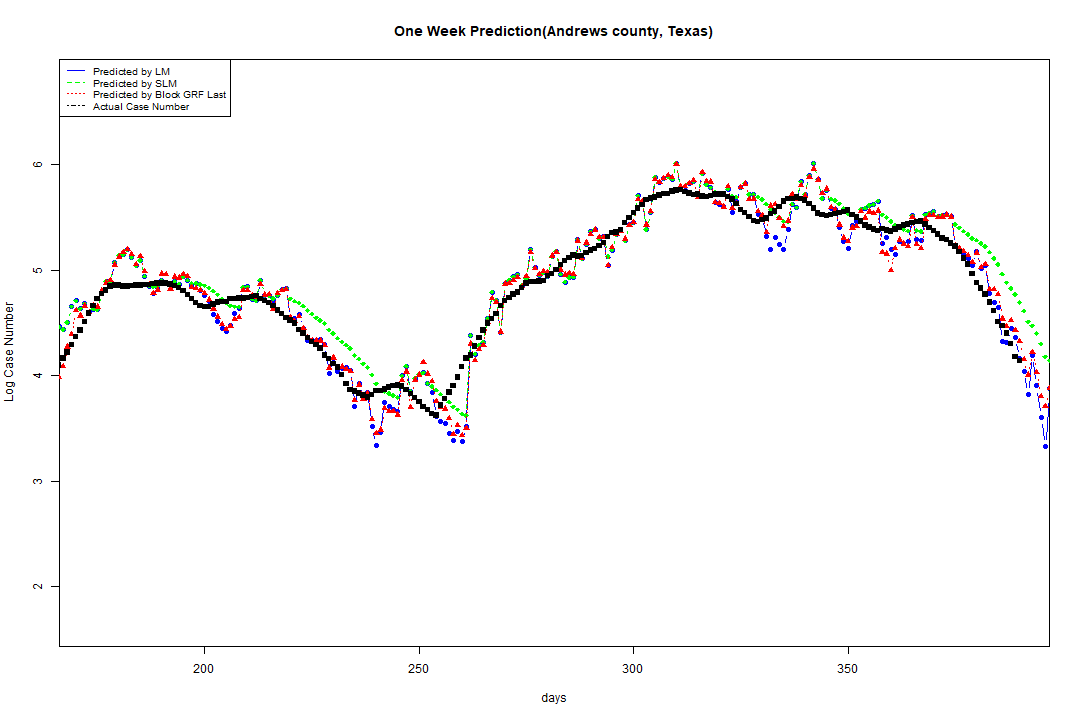 One Week Prediction(Andrews county, Texas)
Predicted by LM
Predicted by SLM
Predicted by Block GRF Last
Actual Case Number
6
5
4
3
2
Log Case Number
200
250
300
350
days